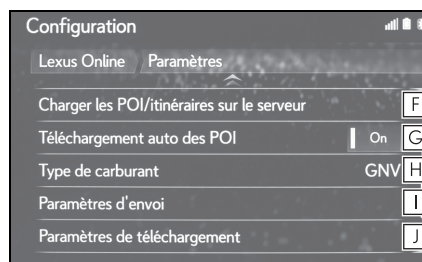 Configuration
Lexus Online Paramètres
Charger les POI/itinéraires sur le serveur F
Téléchargement auto des POI On G
Type de carburant GNV H
Paramètres d'envoi I
Paramètres de téléchargement J